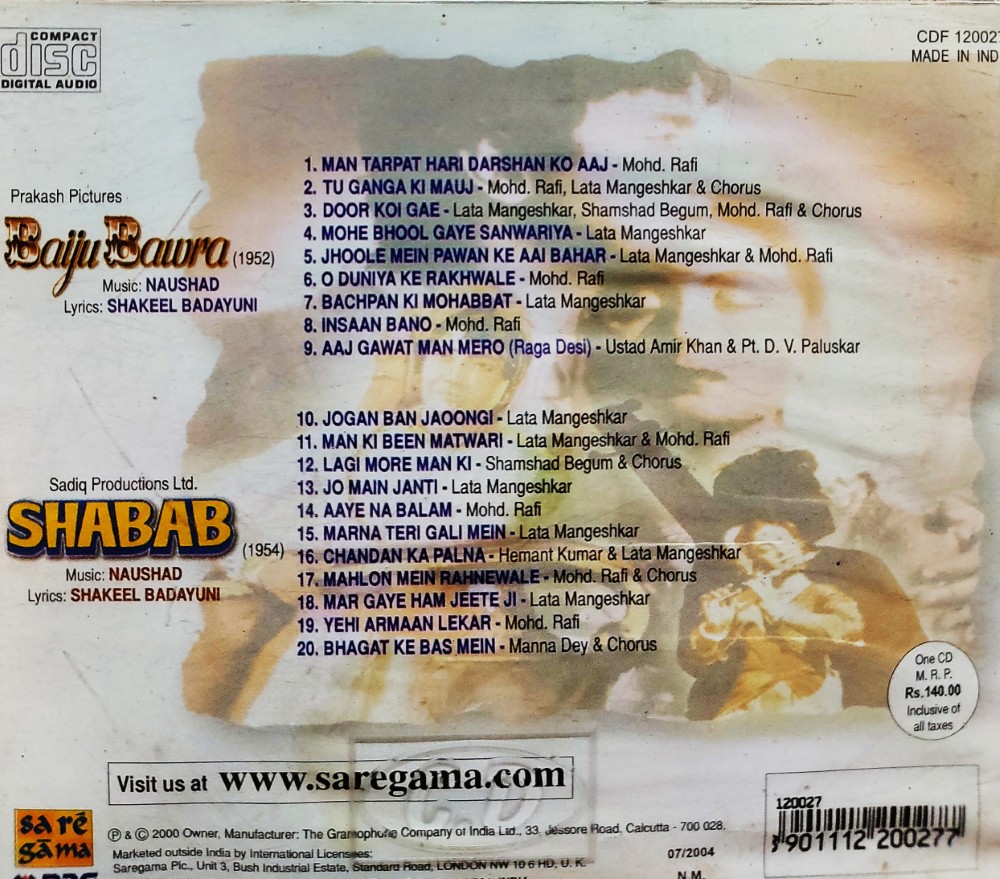 COMPACT
disc
DIGITAL AUDIO
CDF 120027
MADE IN IND
Prakash Pictures
Baiju Bawra (1952)
Music: NAUSHAD
Lyrics: SHAKEEL BADAYUNI
1. MAN TARPAT HARI DARSHAN KO AAJ - Mohd. Rafi
2. TU GANGA KI MAUJ - Mohd. Rafi, Lata Mangeshkar & Chorus
3. DOOR KOI GAE - Lata Mangeshkar, Shamshad Begum, Mohd. Rafi & Chorus
4. MOHE BHOOL GAYE SANWARIYA - Lata Mangeshkar
5. JHOOLE MEIN PAWAN KE AAI BAHAR - Lata Mangeshkar & Mohd. Rafi
6. O DUNIYA KE RAKHWALE - Mohd. Rafi
7. BACHPAN KI MOHABBAT - Lata Mangeshkar
8. INSAAN BANO - Mohd. Rafi
9. AAJ GAWAT MAN MERO (Raga Desi) - Ustad Amir Khan & Pt. D. V. Paluskar
Sadiq Productions Ltd.
SHABAB (1954)
Music: NAUSHAD
Lyrics: SHAKEEL BADAYUNI
10. JOGAN BAN JAOONGI - Lata Mangeshkar
11. MAN KI BEEN MATWARI - Lata Mangeshkar & Mohd. Rafi
12. LAGI MORE MAN KI - Shamshad Begum & Chorus
13. JO MAIN JANTI - Lata Mangeshkar
14. AAYE NA BALAM - Mohd. Rafi
15. MARNA TERI GALI MEIN - Lata Mangeshkar
16. CHANDAN KA PALNA - Hemant Kumar & Lata Mangeshkar
17. MAHLON MEIN RAHNEWALE - Mohd. Rafi & Chorus
18. MAR GAYE HAM JEETE JI - Lata Mangeshkar
19. YEHI ARMAAN LEKAR - Mohd. Rafi
20. BHAGAT KE BAS MEIN - Manna Dey & Chorus
One CD
M. R. P.
Rs.140.00
Inclusive of
all taxes
Visit us at www.saregama.com
sa rē
gāma
℗ & © 2000 Owner, Manufacturer: The Gramophone Company of India Ltd., 33, Jessore Road, Calcutta - 700 028.
Marketed outside India by International Licensees:
Saregama Plc., Unit 3, Bush Industrial Estate, Standard Road, LONDON NW 10 6 HD, U. K.
07/2004
N.M.
120027
3 901112 200277